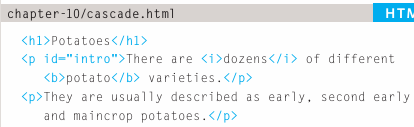 chapter-10/cascade.html
HTM
<h1>Potatoes</h1>
<p id="intro">There are <i>dozens</i> of different
<b>potato</b> varieties.</p>
<p>They are usually described as early, second early
and maincrop potatoes.</p>